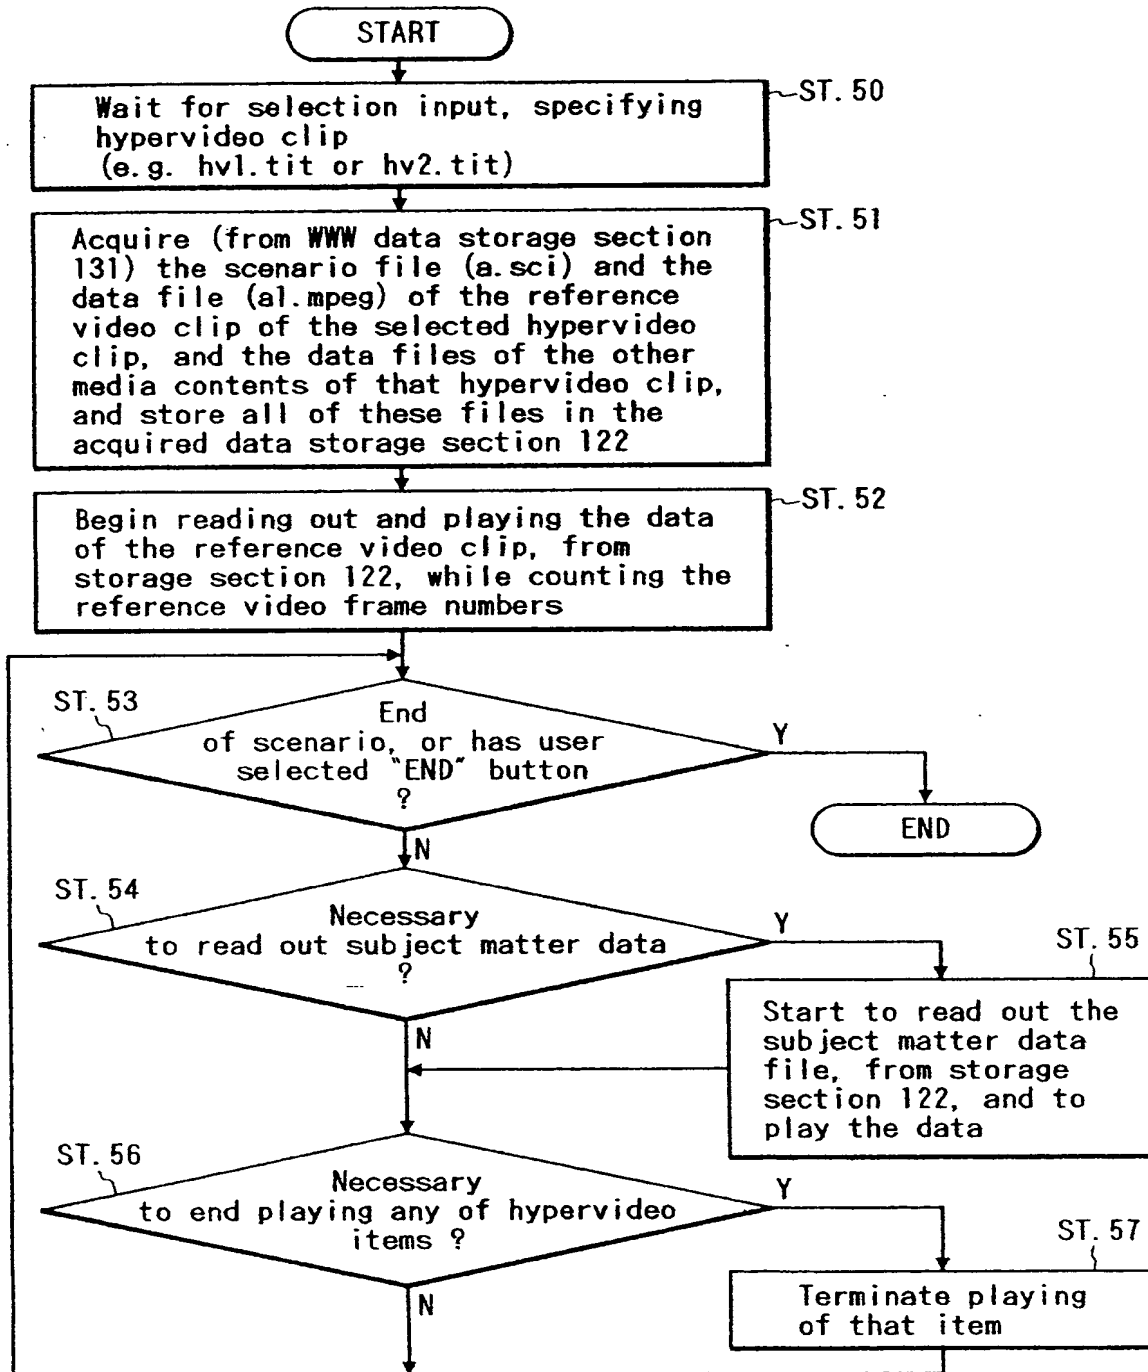 START
ST. 50
Wait for selection input, specifying
hypervideo clip
(e.g. hv1.tit or hv2.tit)
ST. 51
Acquire (from WWW data storage section
131) the scenario file (a.sci) and the
data file (a1.mpeg) of the reference
video clip of the selected hypervideo
clip, and the data files of the other
media contents of that hypervideo clip,
and store all of these files in the
acquired data storage section 122
ST. 52
Begin reading out and playing the data
of the reference video clip, from
storage section 122, while counting the
reference video frame numbers
ST. 53
End
of scenario, or has user
selected "END" button
?
Y
END
N
ST. 54
Necessary
to read out subject matter data
?
Y
ST. 55
Start to read out the
subject matter data
file, from storage
section 122, and to
play the data
N
ST. 56
Necessary
to end playing any of hypervideo
items ?
Y
ST. 57
Terminate playing
of that item
N